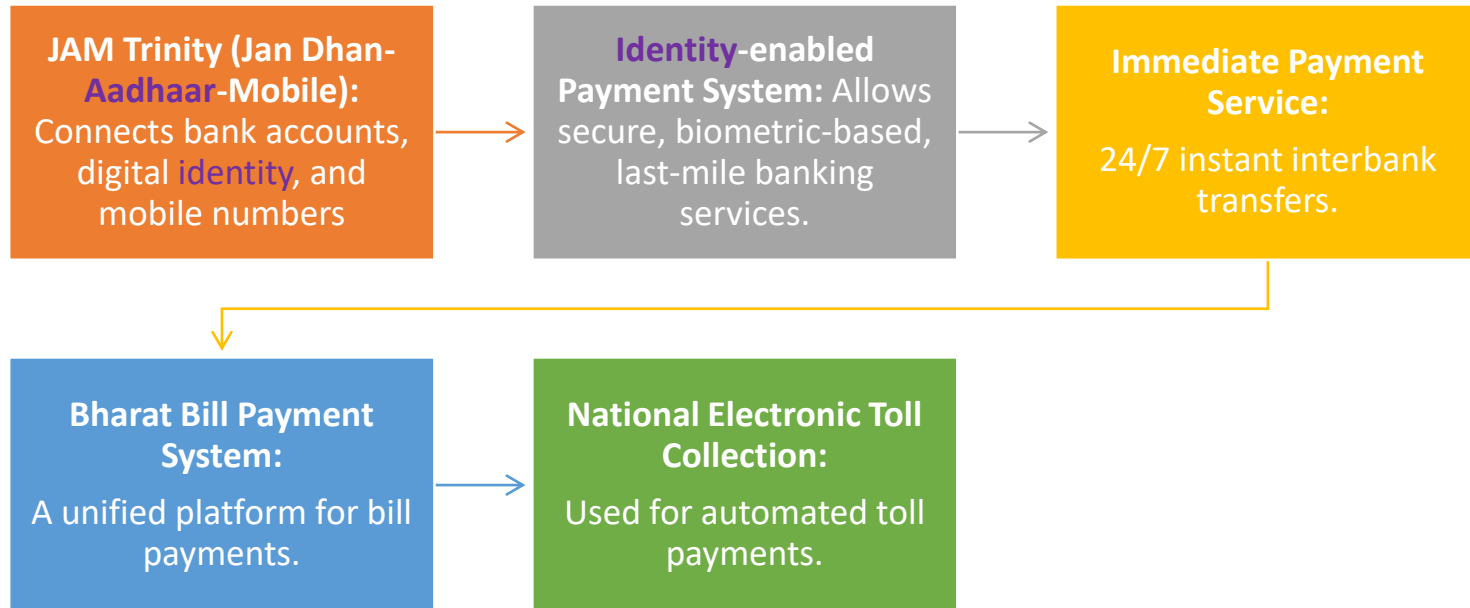 JAM Trinity (Jan Dhan-
Aadhaar-Mobile):
Connects bank accounts,
digital identity, and
mobile numbers
Identity-enabled
Payment System: Allows
secure, biometric-based,
last-mile banking
services.
Immediate Payment
Service:
24/7 instant interbank
transfers.
Bharat Bill Payment
System:
A unified platform for bill
payments.
National Electronic Toll
Collection:
Used for automated toll
payments.